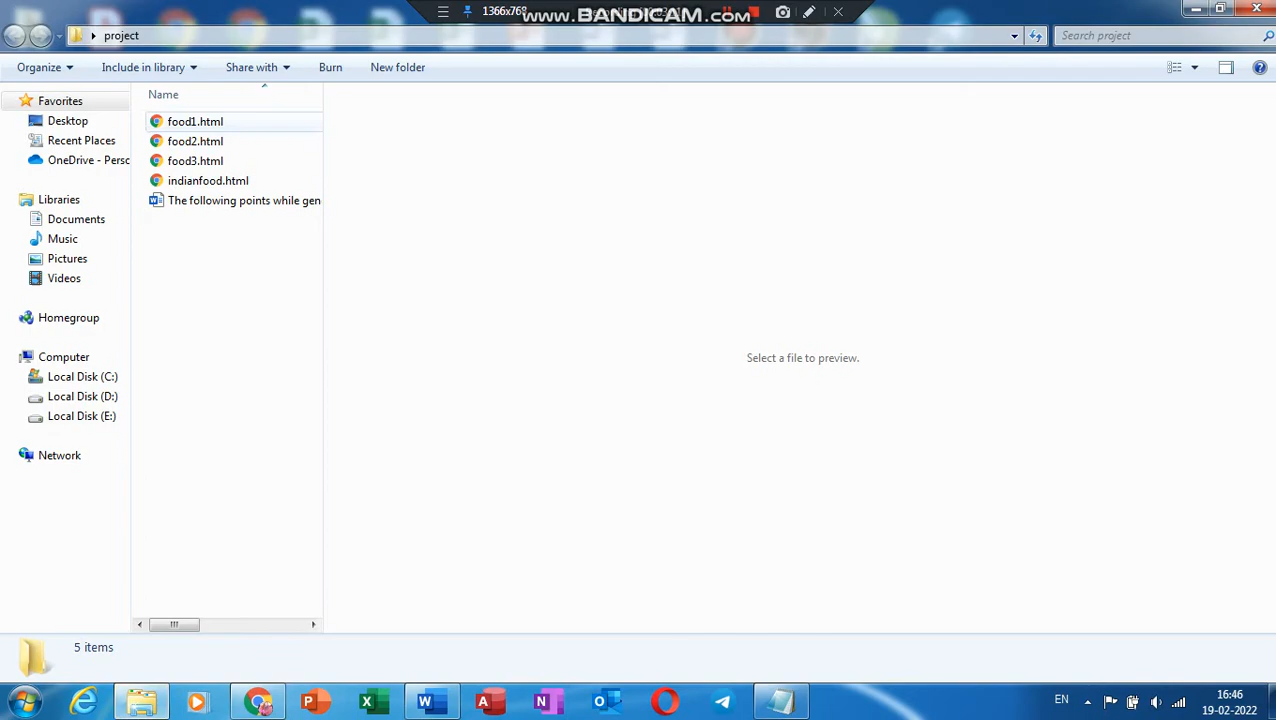 1366x768
www.BANDICAM.com
project
Search project
Organize
Include in library
Share with
Burn
New folder
Favorites
Desktop
Recent Places
OneDrive - Perso
Libraries
Documents
Music
Pictures
Videos
Homegroup
Computer
Local Disk (C:)
Local Disk (D:)
Local Disk (E:)
Network
Name
food1.html
food2.html
food3.html
indianfood.html
The following points while gen
Select a file to preview.
5 items
EN
16:46
19-02-2022